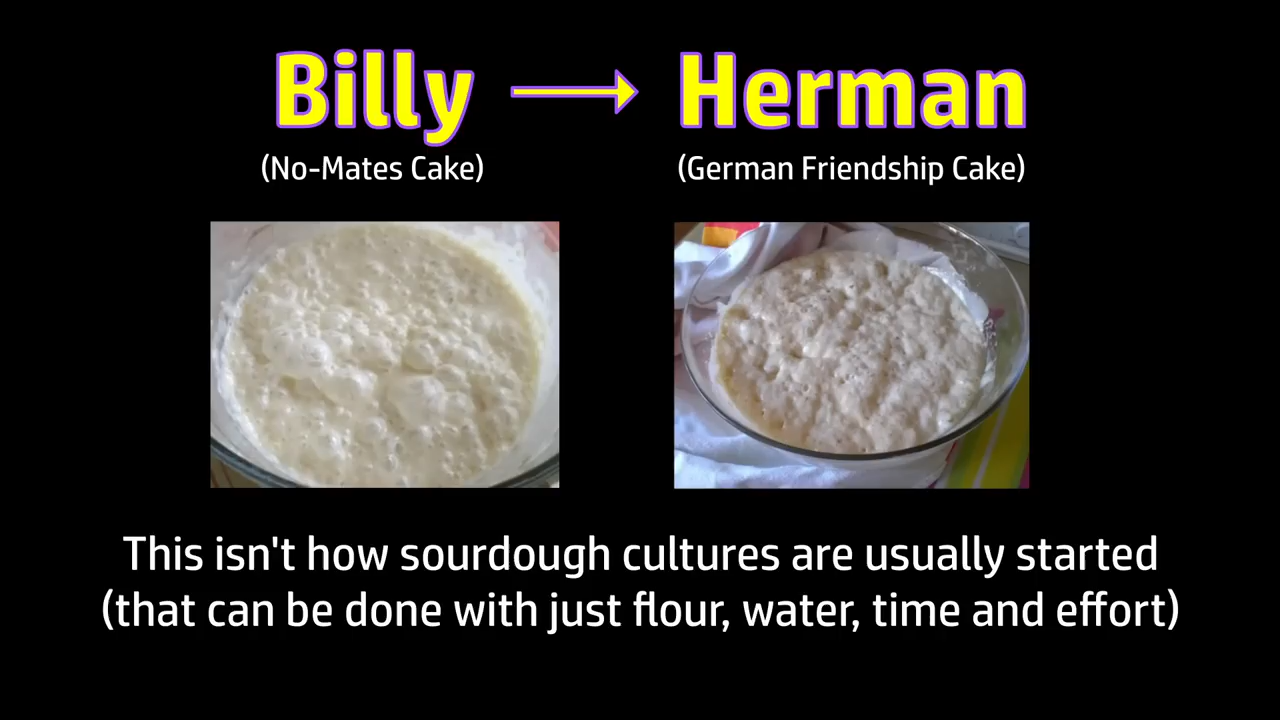 Billy → Herman
(No-Mates Cake) (German Friendship Cake)
This isn't how sourdough cultures are usually started
(that can be done with just flour, water, time and effort)